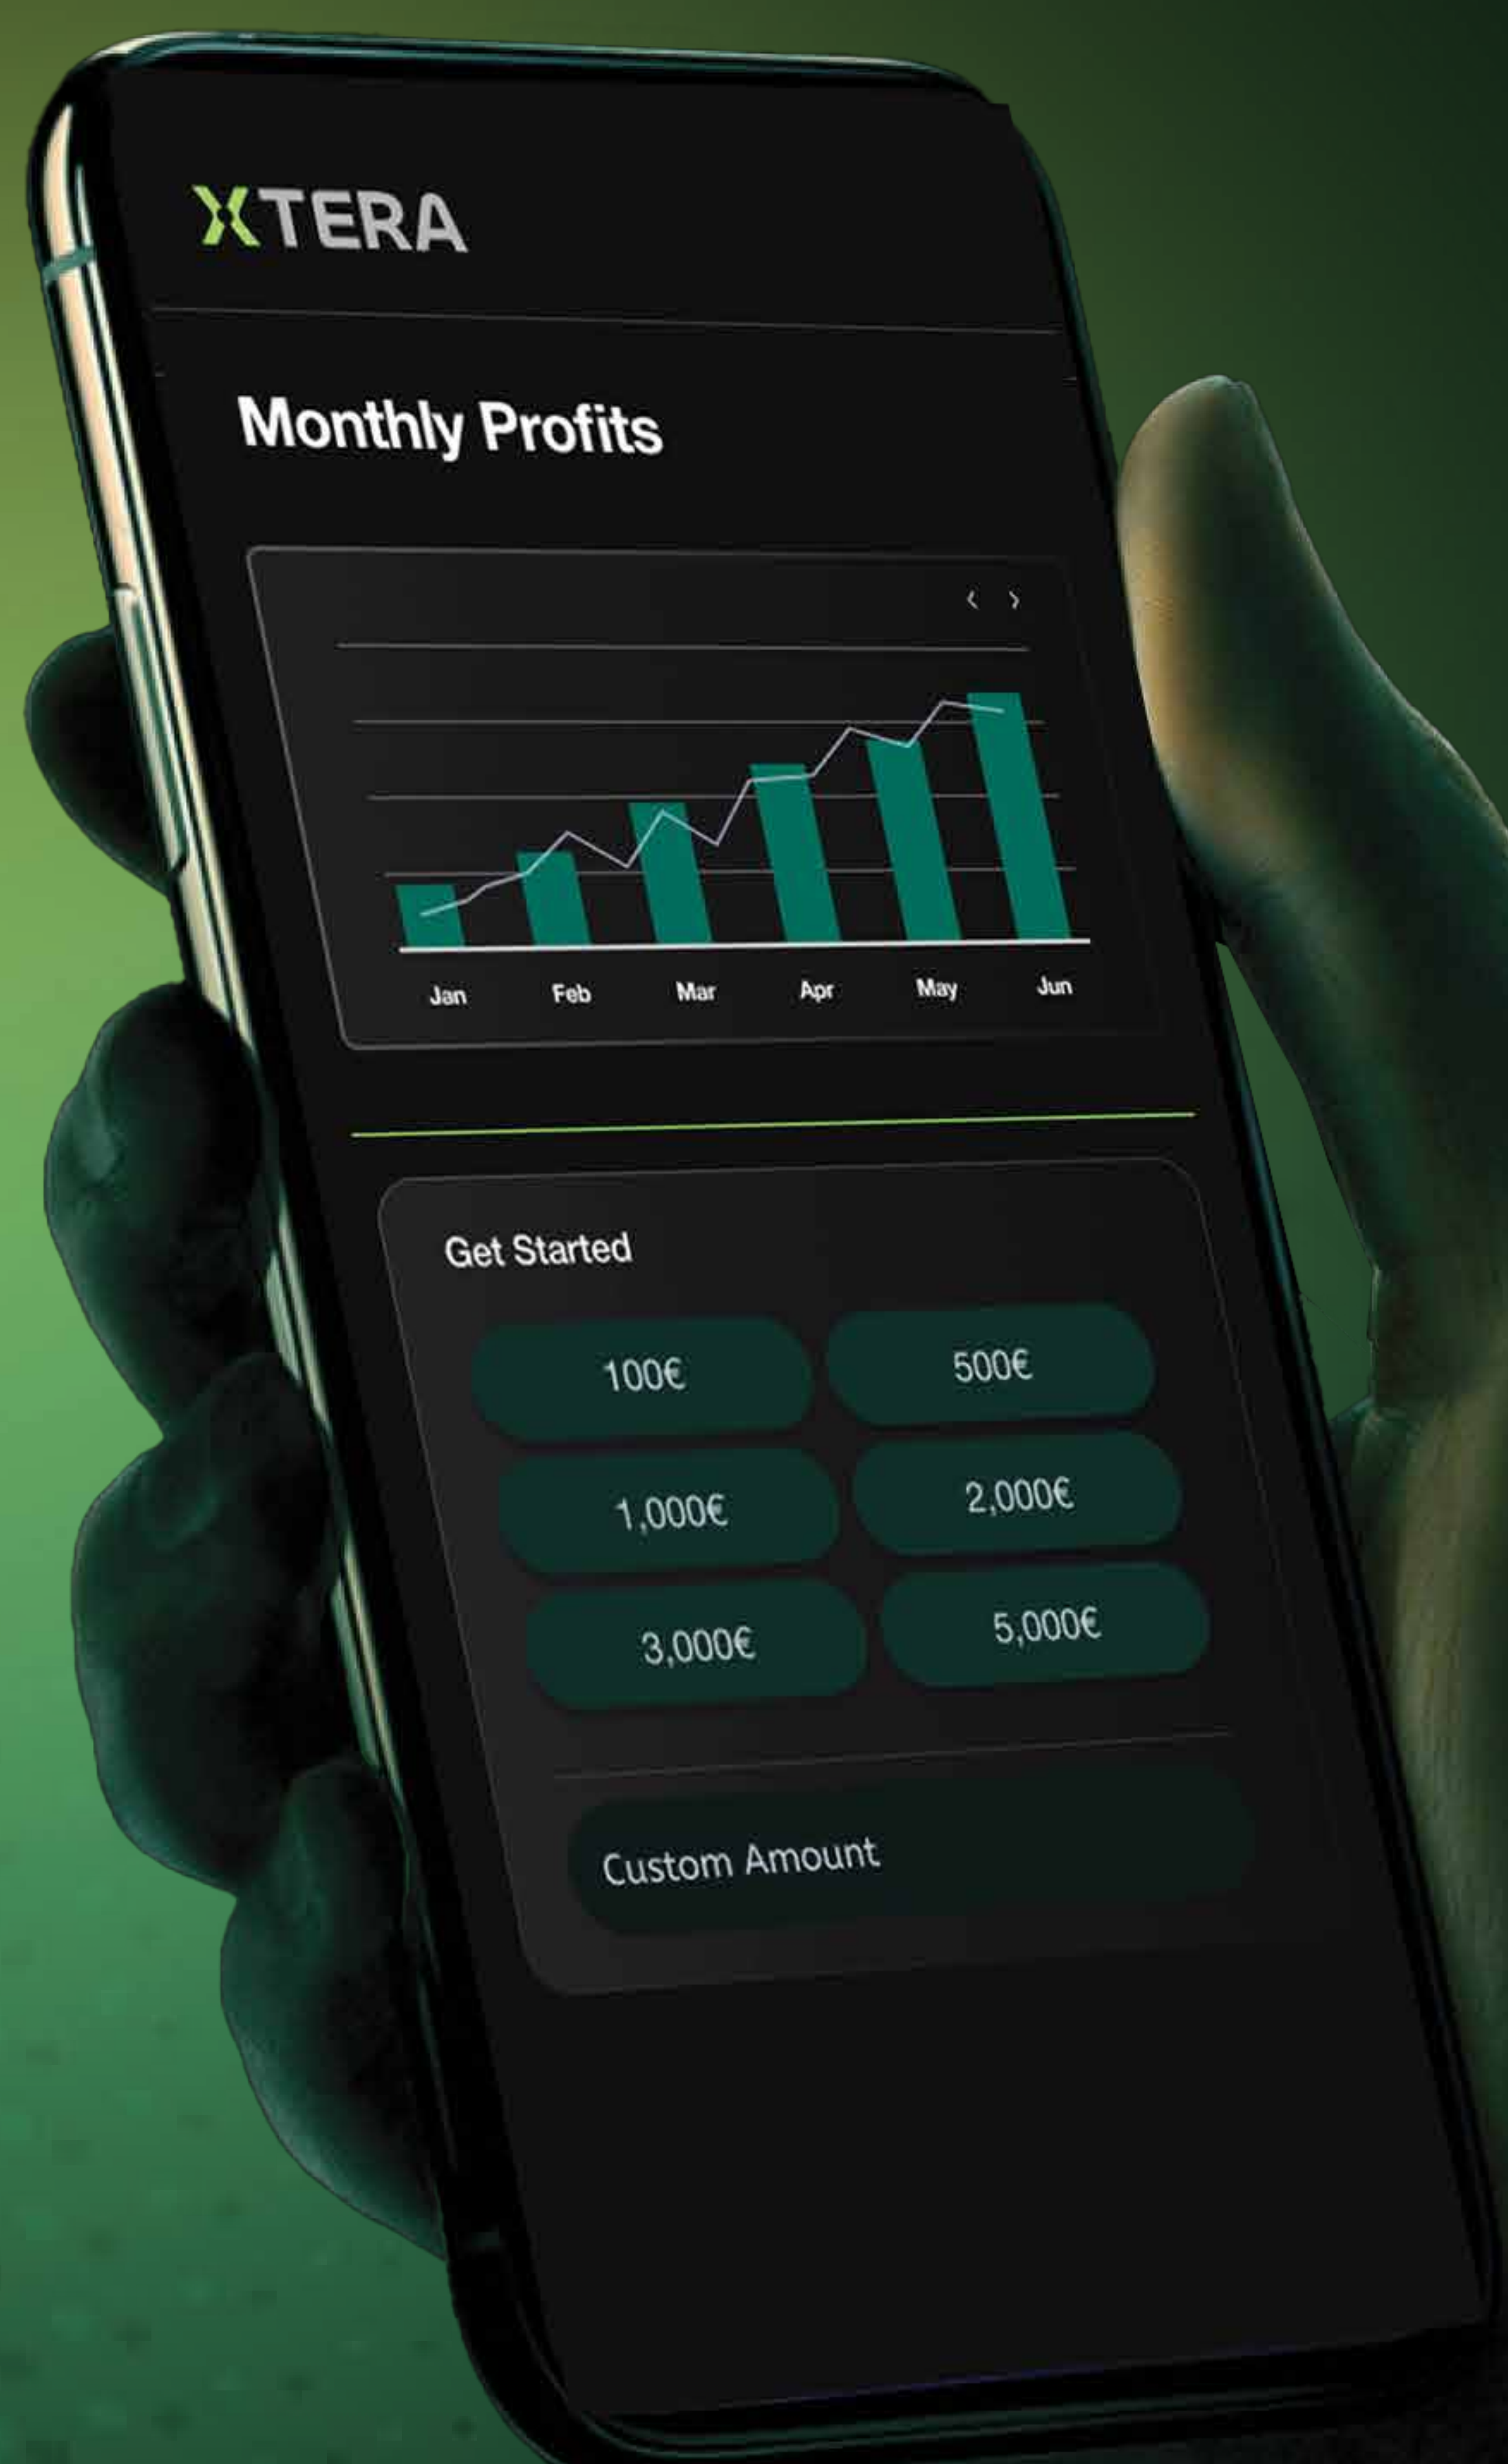 XTERA
Monthly Profits
‹ ›
Jan Feb Mar Apr May Jun
Get Started
100€ 500€
1,000€ 2,000€
3,000€ 5,000€
Custom Amount